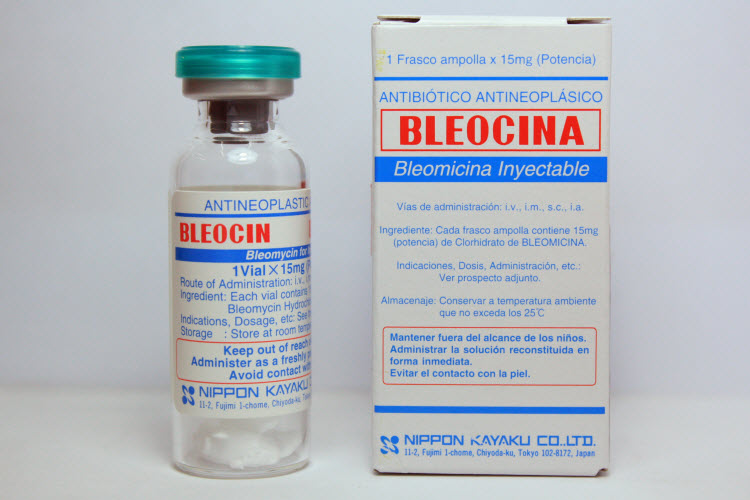 ANTINEOPLASTIC
BLEOCIN
Bleomycin for
1 Vial × 15mg
Route of Administration: i.v.,
Ingredient: Each vial contains
Bleomycin Hydroch
Indications, Dosage, etc: See
Storage : Store at room temp
Keep out of reach
Administer as a freshly
Avoid contact
NIPPON KAYAKU C
11-2, Fujimi 1-chome, Chiyoda-ku,
1 Frasco ampolla x 15mg (Potencia)
ANTIBIÓTICO ANTINEOPLÁSICO
BLEOCINA
Bleomicina Inyectable
Vías de administración: i.v., i.m., s.c., i.a.
Ingrediente: Cada frasco ampolla contiene 15mg
(potencia) de Clorhidrato de BLEOMICINA.
Indicaciones, Dosis, Administración, etc.:
Ver prospecto adjunto.
Almacenaje: Conservar a temperatura ambiente
que no exceda los 25℃
Mantener fuera del alcance de los niños.
Administrar la solución reconstituida en
forma inmediata.
Evitar el contacto con la piel.
NIPPON KAYAKU CO.,LTD.
11-2, Fujimi 1-chome, Chiyoda-ku, Tokyo 102-8172, Japan